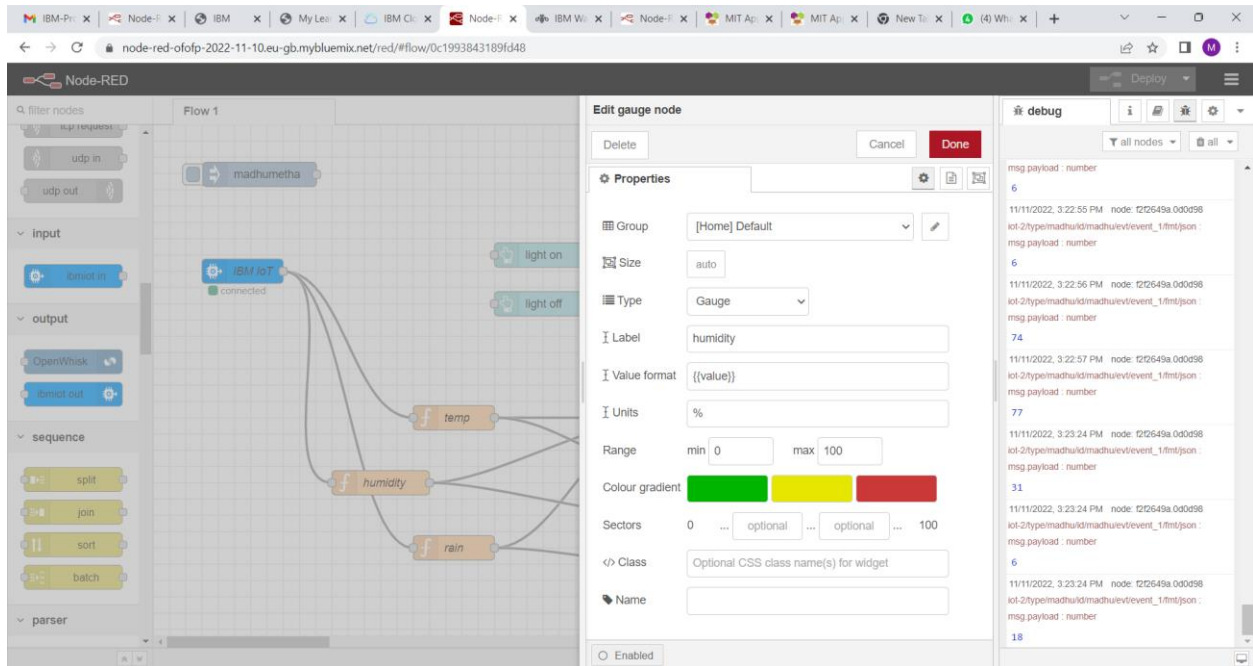 IBM-Pro
Node-R
IBM
My Lea
IBM Clo
Node-R
IBM Wa
Node-R
MIT Ap
MIT Ap
New Ta
(4) Wha
node-red-ofofp-2022-11-10.eu-gb.mybluemix.net/red/#flow/0c1993843189fd48
M
Node-RED
Deploy
filter nodes
tcp request
udp in
udp out
input
ibmiot in
output
OpenWhisk
ibmiot out
sequence
split
join
sort
batch
parser
Flow 1
madhumetha
IBM IoT
connected
light on
light off
temp
humidity
rain
Edit gauge node
Delete
Cancel
Done
Properties
Group [Home] Default
Size auto
Type Gauge
Label humidity
Value format {{value}}
Units %
Range min 0 max 100
Colour gradient
Sectors 0 ... optional ... optional ... 100
</> Class Optional CSS class name(s) for widget
Name
Enabled
debug
i
all nodes
all
msg.payload : number
6
11/11/2022, 3:22:55 PM node: f2f2649a.0d0d98
iot-2/type/madhu/id/madhu/evt/event_1/fmt/json :
msg.payload : number
6
11/11/2022, 3:22:56 PM node: f2f2649a.0d0d98
iot-2/type/madhu/id/madhu/evt/event_1/fmt/json :
msg.payload : number
74
11/11/2022, 3:22:57 PM node: f2f2649a.0d0d98
iot-2/type/madhu/id/madhu/evt/event_1/fmt/json :
msg.payload : number
77
11/11/2022, 3:23:24 PM node: f2f2649a.0d0d98
iot-2/type/madhu/id/madhu/evt/event_1/fmt/json :
msg.payload : number
31
11/11/2022, 3:23:24 PM node: f2f2649a.0d0d98
iot-2/type/madhu/id/madhu/evt/event_1/fmt/json :
msg.payload : number
6
11/11/2022, 3:23:24 PM node: f2f2649a.0d0d98
iot-2/type/madhu/id/madhu/evt/event_1/fmt/json :
msg.payload : number
18